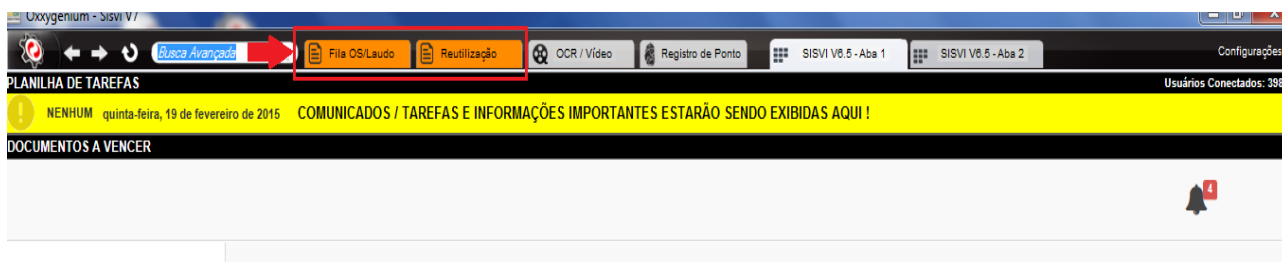 Oxxygenium - Sisvi V7
Busca Avançada Fila OS/Laudo Reutilização OCR / Vídeo Registro de Ponto SISVI V6.5 - Aba 1 SISVI V6.5 - Aba 2 Configurações
PLANILHA DE TAREFAS Usuários Conectados: 398
NENHUM quinta-feira, 19 de fevereiro de 2015 COMUNICADOS / TAREFAS E INFORMAÇÕES IMPORTANTES ESTARÃO SENDO EXIBIDAS AQUI !
DOCUMENTOS A VENCER
4